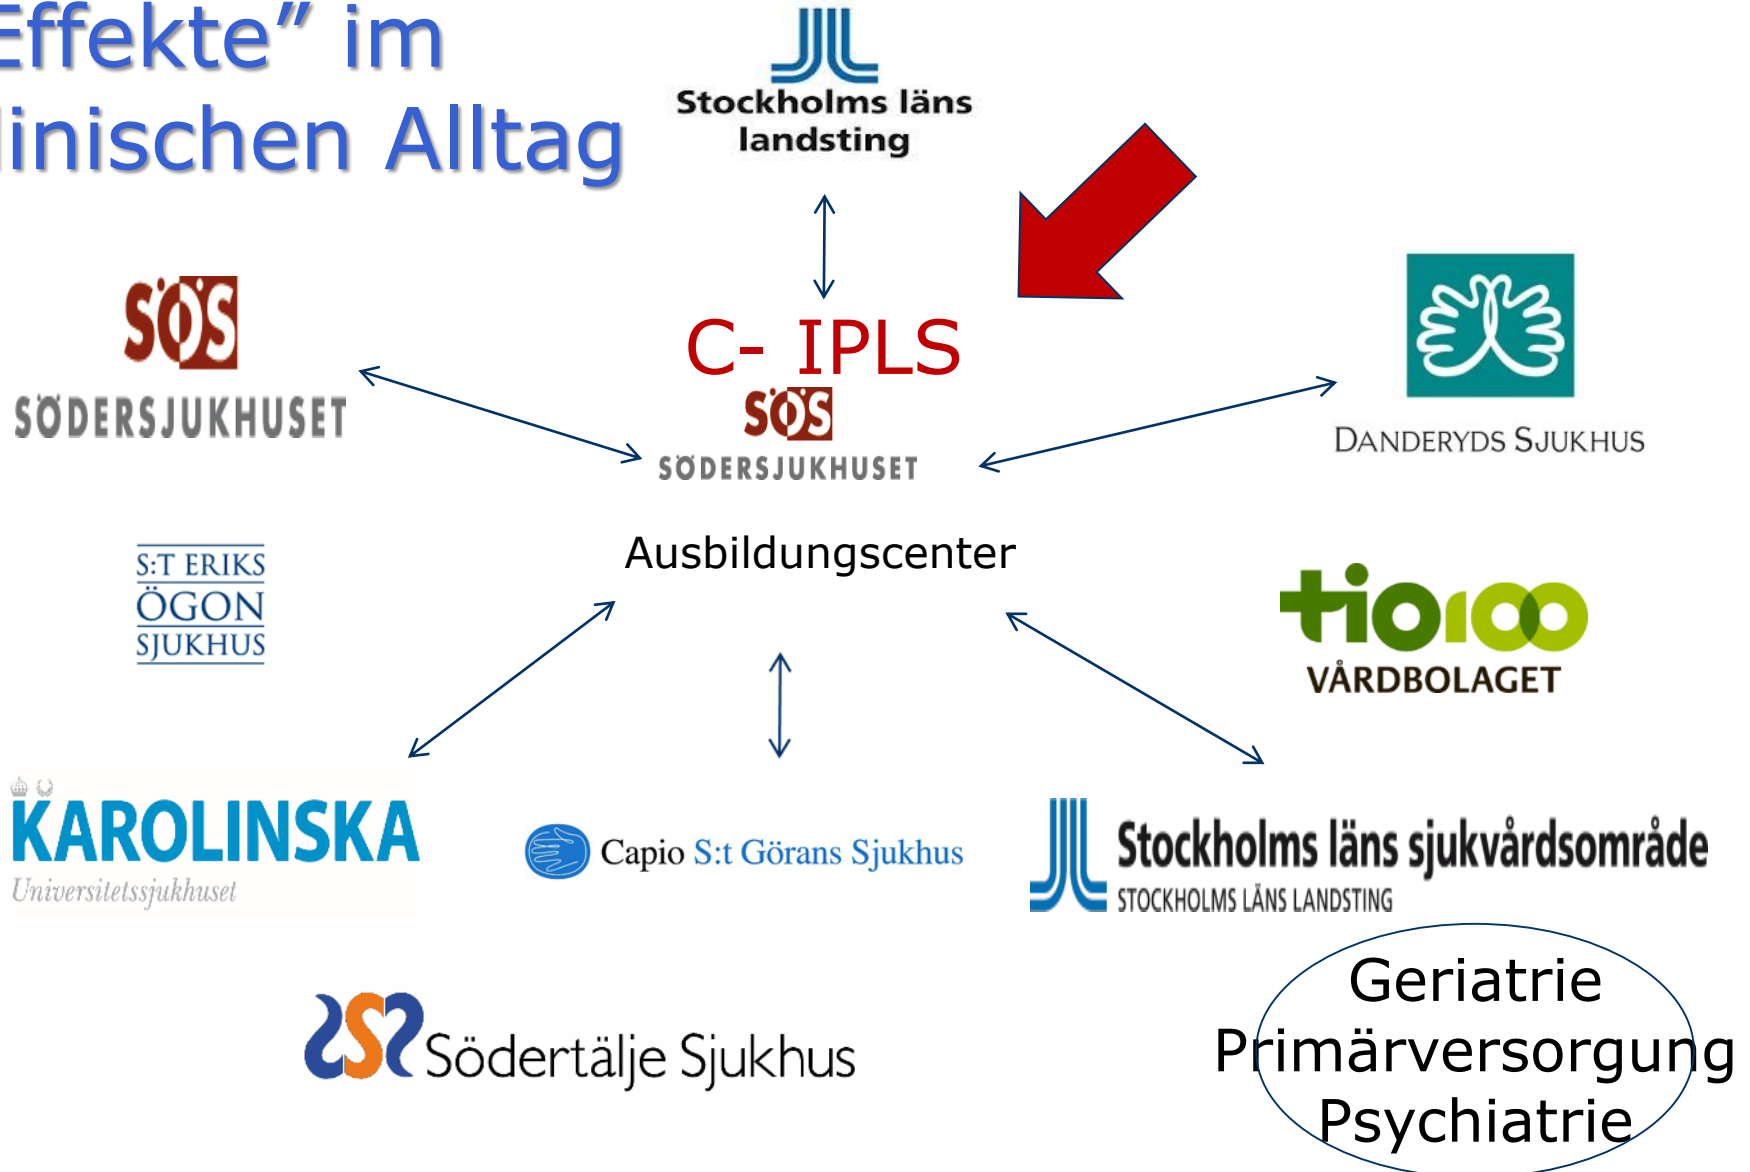 Effekte” im
linischen Alltag
Stockholms läns
landsting
C- IPLS
SÖS
SÖDERSJUKHUSET
SÖS
SÖDERSJUKHUSET
DANDERYDS SJUKHUS
Ausbildungscenter
S:T ERIKS
ÖGON
SJUKHUS
tio100
VÅRDBOLAGET
KAROLINSKA
Universitetssjukhuset
Capio S:t Görans Sjukhus
Stockholms läns sjukvårdsområde
STOCKHOLMS LÄNS LANDSTING
Södertälje Sjukhus
Geriatrie
Primärversorgung
Psychiatrie